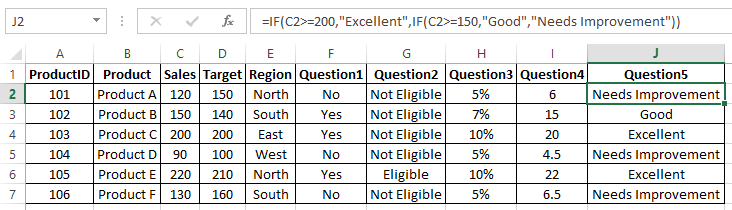 J2 fx =IF(C2>=200,"Excellent",IF(C2>=150,"Good","Needs Improvement"))
A B C D E F G H I J
1 ProductID Product Sales Target Region Question1 Question2 Question3 Question4 Question5
2 101 Product A 120 150 North No Not Eligible 5% 6 Needs Improvement
3 102 Product B 150 140 South Yes Not Eligible 7% 15 Good
4 103 Product C 200 200 East Yes Not Eligible 10% 20 Excellent
5 104 Product D 90 100 West No Not Eligible 5% 4.5 Needs Improvement
6 105 Product E 220 210 North Yes Eligible 10% 22 Excellent
7 106 Product F 130 160 South No Not Eligible 5% 6.5 Needs Improvement